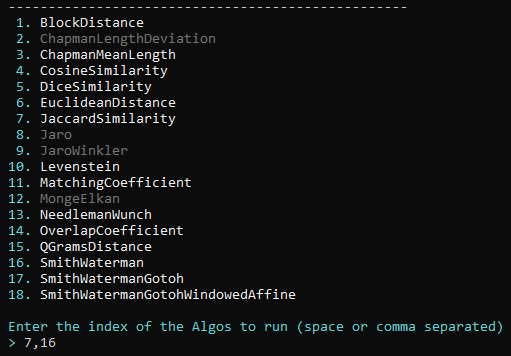 --------------------------------------------------
1. BlockDistance
2. ChapmanLengthDeviation
3. ChapmanMeanLength
4. CosineSimilarity
5. DiceSimilarity
6. EuclideanDistance
7. JaccardSimilarity
8. Jaro
9. JaroWinkler
10. Levenstein
11. MatchingCoefficient
12. MongeElkan
13. NeedlemanWunch
14. OverlapCoefficient
15. QGramsDistance
16. SmithWaterman
17. SmithWatermanGotoh
18. SmithWatermanGotohWindowedAffine
Enter the index of the Algos to run (space or comma separated)
> 7,16